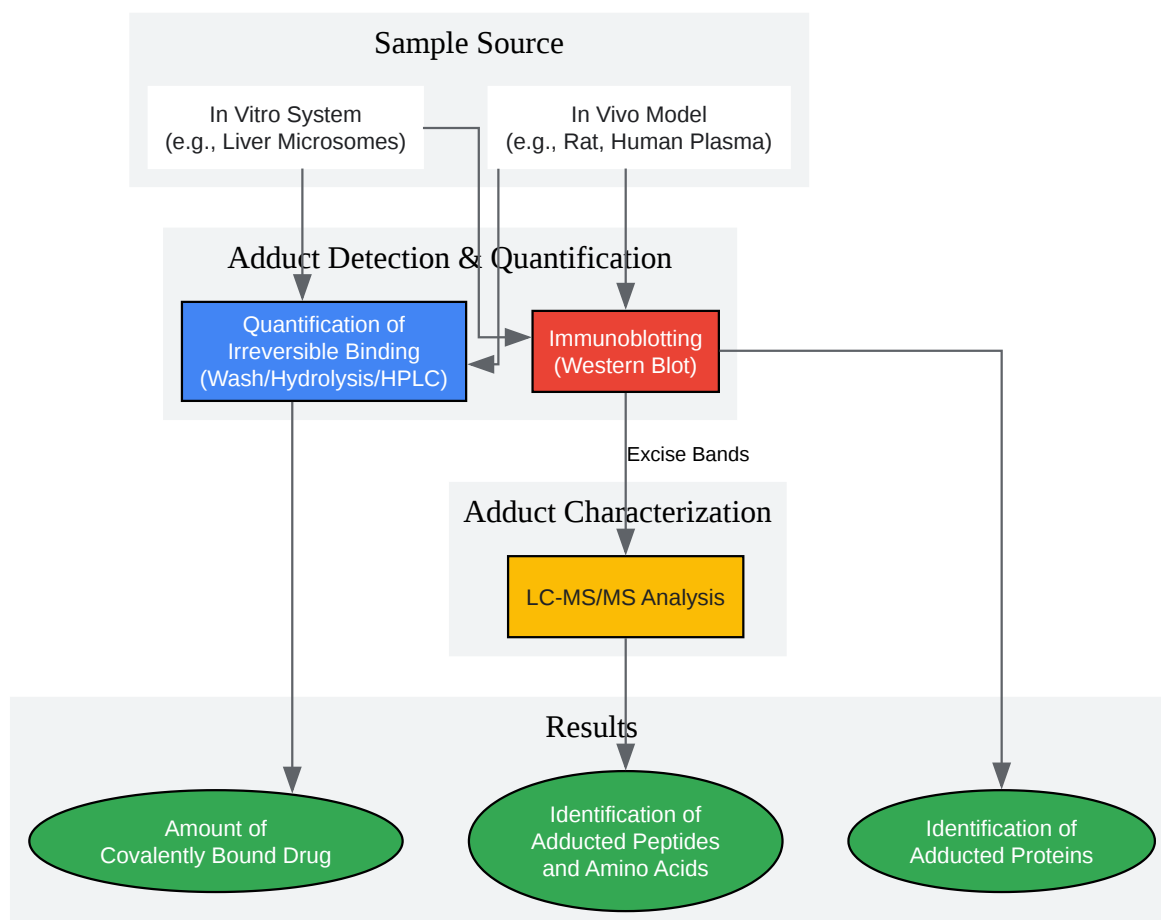 Sample Source
In Vitro System
(e.g., Liver Microsomes)
In Vivo Model
(e.g., Rat, Human Plasma)
Adduct Detection & Quantification
Quantification of
Irreversible Binding
(Wash/Hydrolysis/HPLC)
Immunoblotting
(Western Blot)
Excise Bands
Adduct Characterization
LC-MS/MS Analysis
Results
Amount of
Covalently Bound Drug
Identification of
Adducted Peptides
and Amino Acids
Identification of
Adducted Proteins